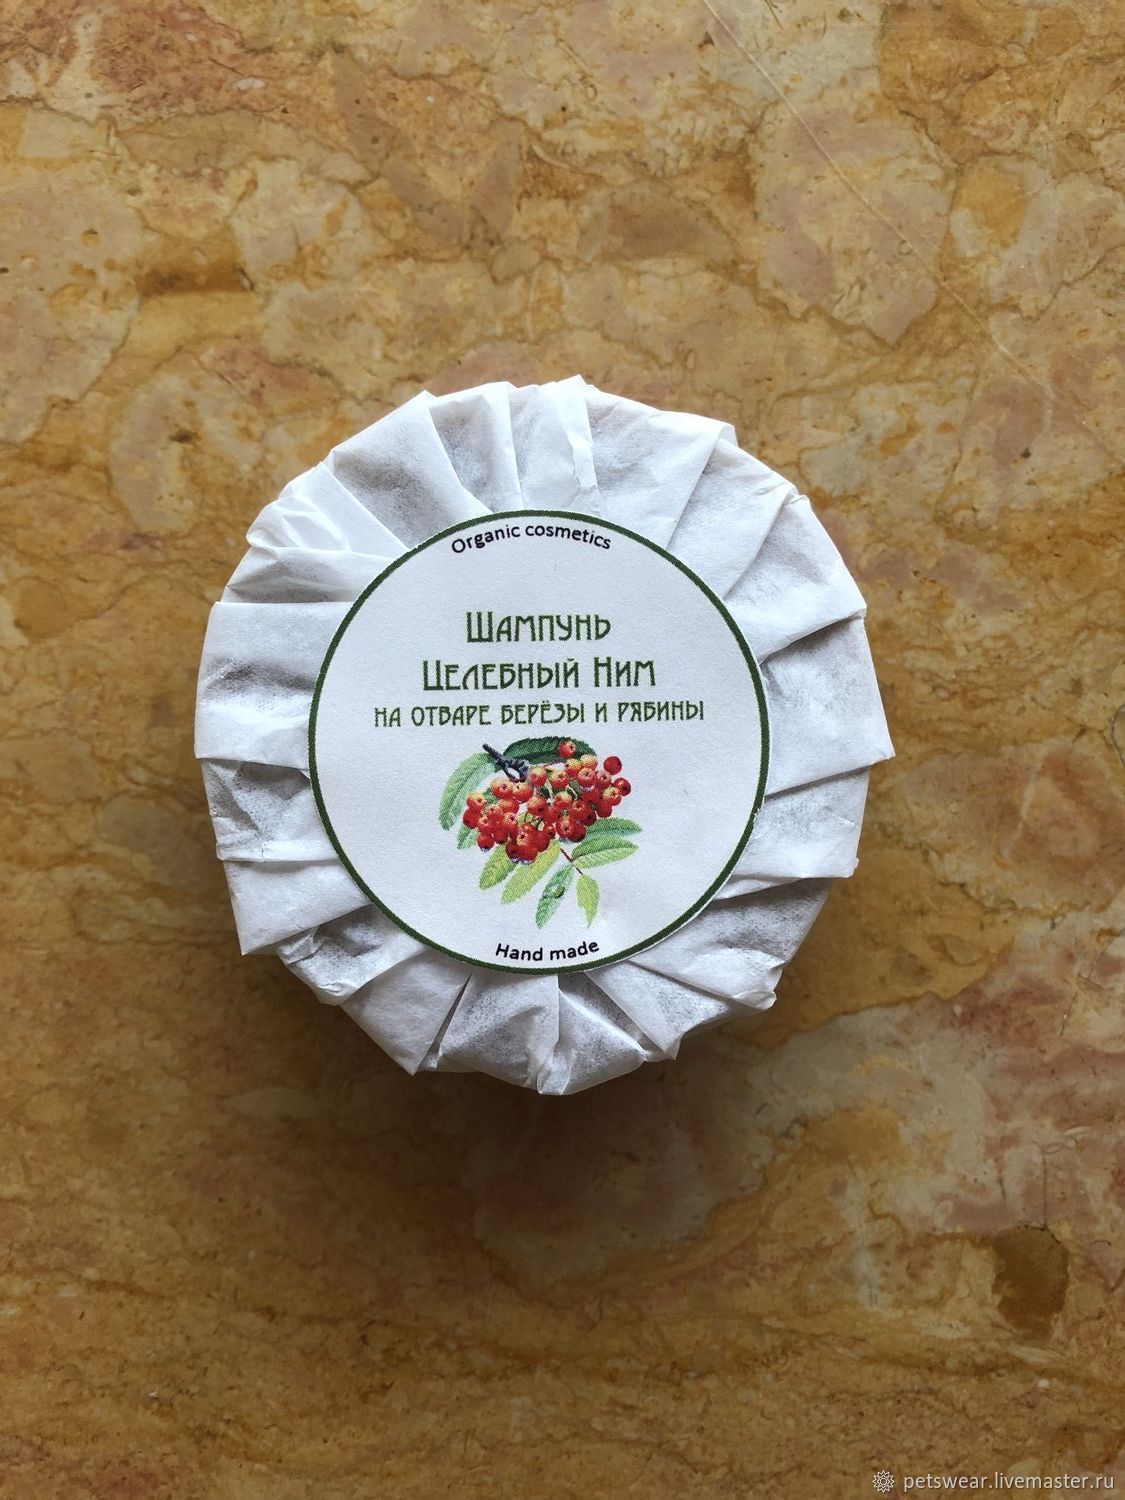 Organic cosmetics
Шампунь
Целебный Ним
на отваре берёзы и рябины
Hand made
petswear.livemaster.ru